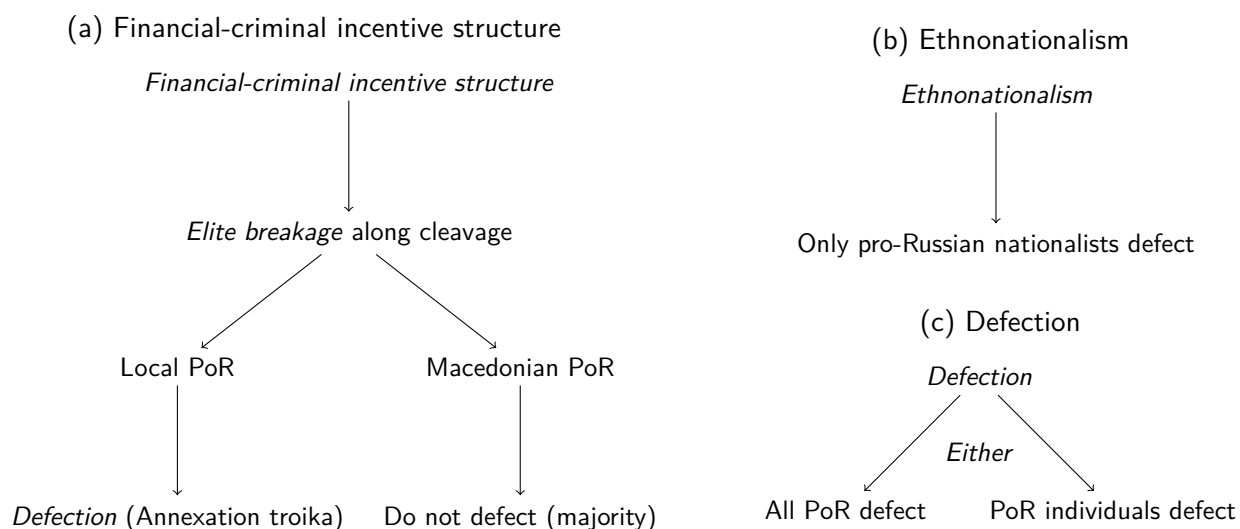 (a) Financial-criminal incentive structure
Financial-criminal incentive structure
Elite breakage along cleavage
Local PoR
Macedonian PoR
Defection (Annexation troika)
Do not defect (majority)
(b) Ethnonationalism
Ethnonationalism
Only pro-Russian nationalists defect
(c) Defection
Defection
Either
All PoR defect
PoR individuals defect